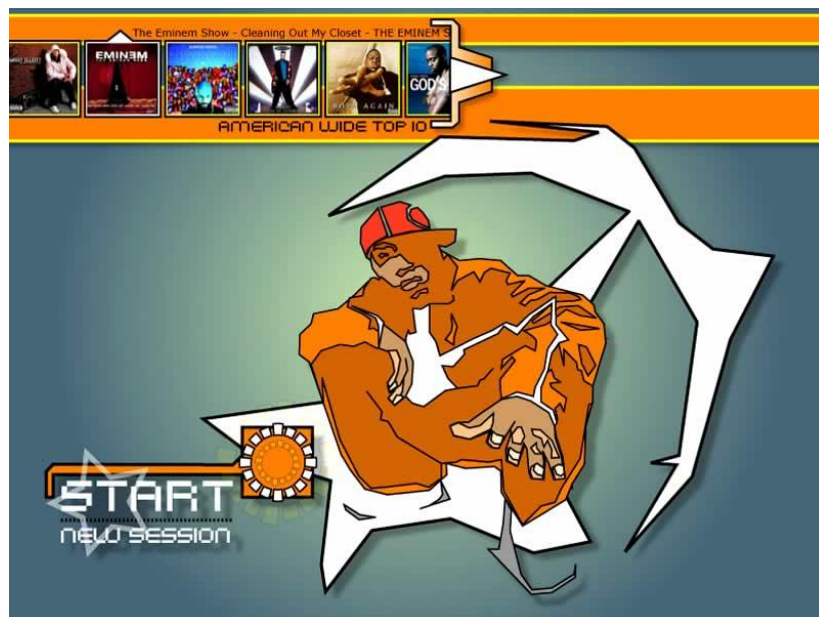 The Eminem Show - Cleaning Out My Closet - THE EMINEM S
EMINEM
BORN AGAIN
GOD'S
AMERICAN WIDE TOP 10
START
NEW SESSION